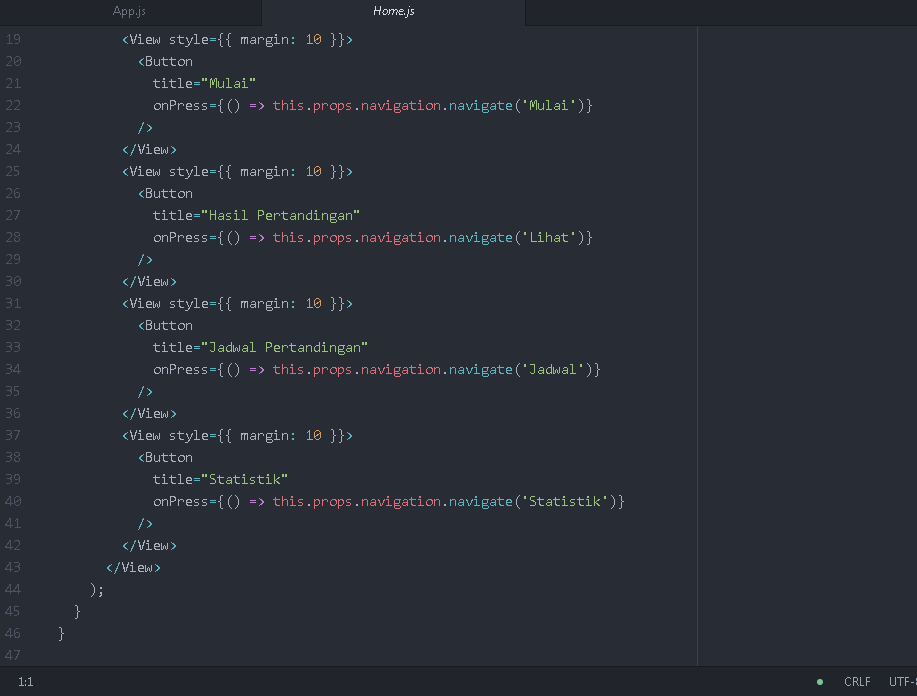 App.js
Home.js
19 <View style={{ margin: 10 }}>
20 <Button
21 title="Mulai"
22 onPress={() => this.props.navigation.navigate('Mulai')}
23 />
24 </View>
25 <View style={{ margin: 10 }}>
26 <Button
27 title="Hasil Pertandingan"
28 onPress={() => this.props.navigation.navigate('Lihat')}
29 />
30 </View>
31 <View style={{ margin: 10 }}>
32 <Button
33 title="Jadwal Pertandingan"
34 onPress={() => this.props.navigation.navigate('Jadwal')}
35 />
36 </View>
37 <View style={{ margin: 10 }}>
38 <Button
39 title="Statistik"
40 onPress={() => this.props.navigation.navigate('Statistik')}
41 />
42 </View>
43 </View>
44 );
45 }
46 }
47
1:1 CRLF UTF-